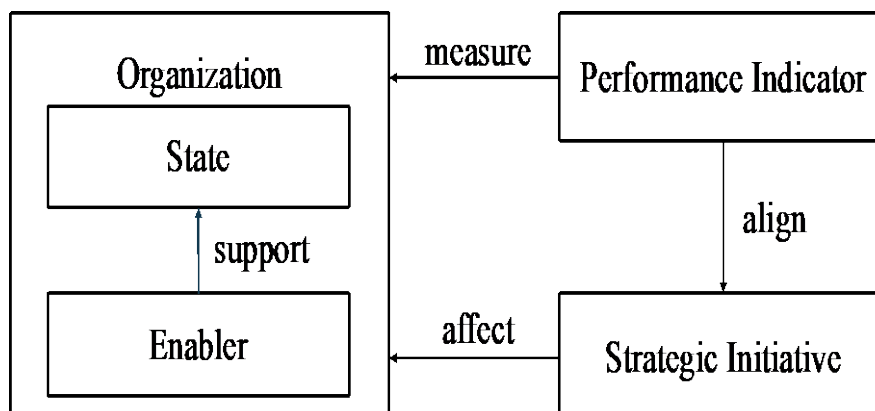 Organization
State
support
Enabler
measure
Performance Indicator
align
affect
Strategic Initiative